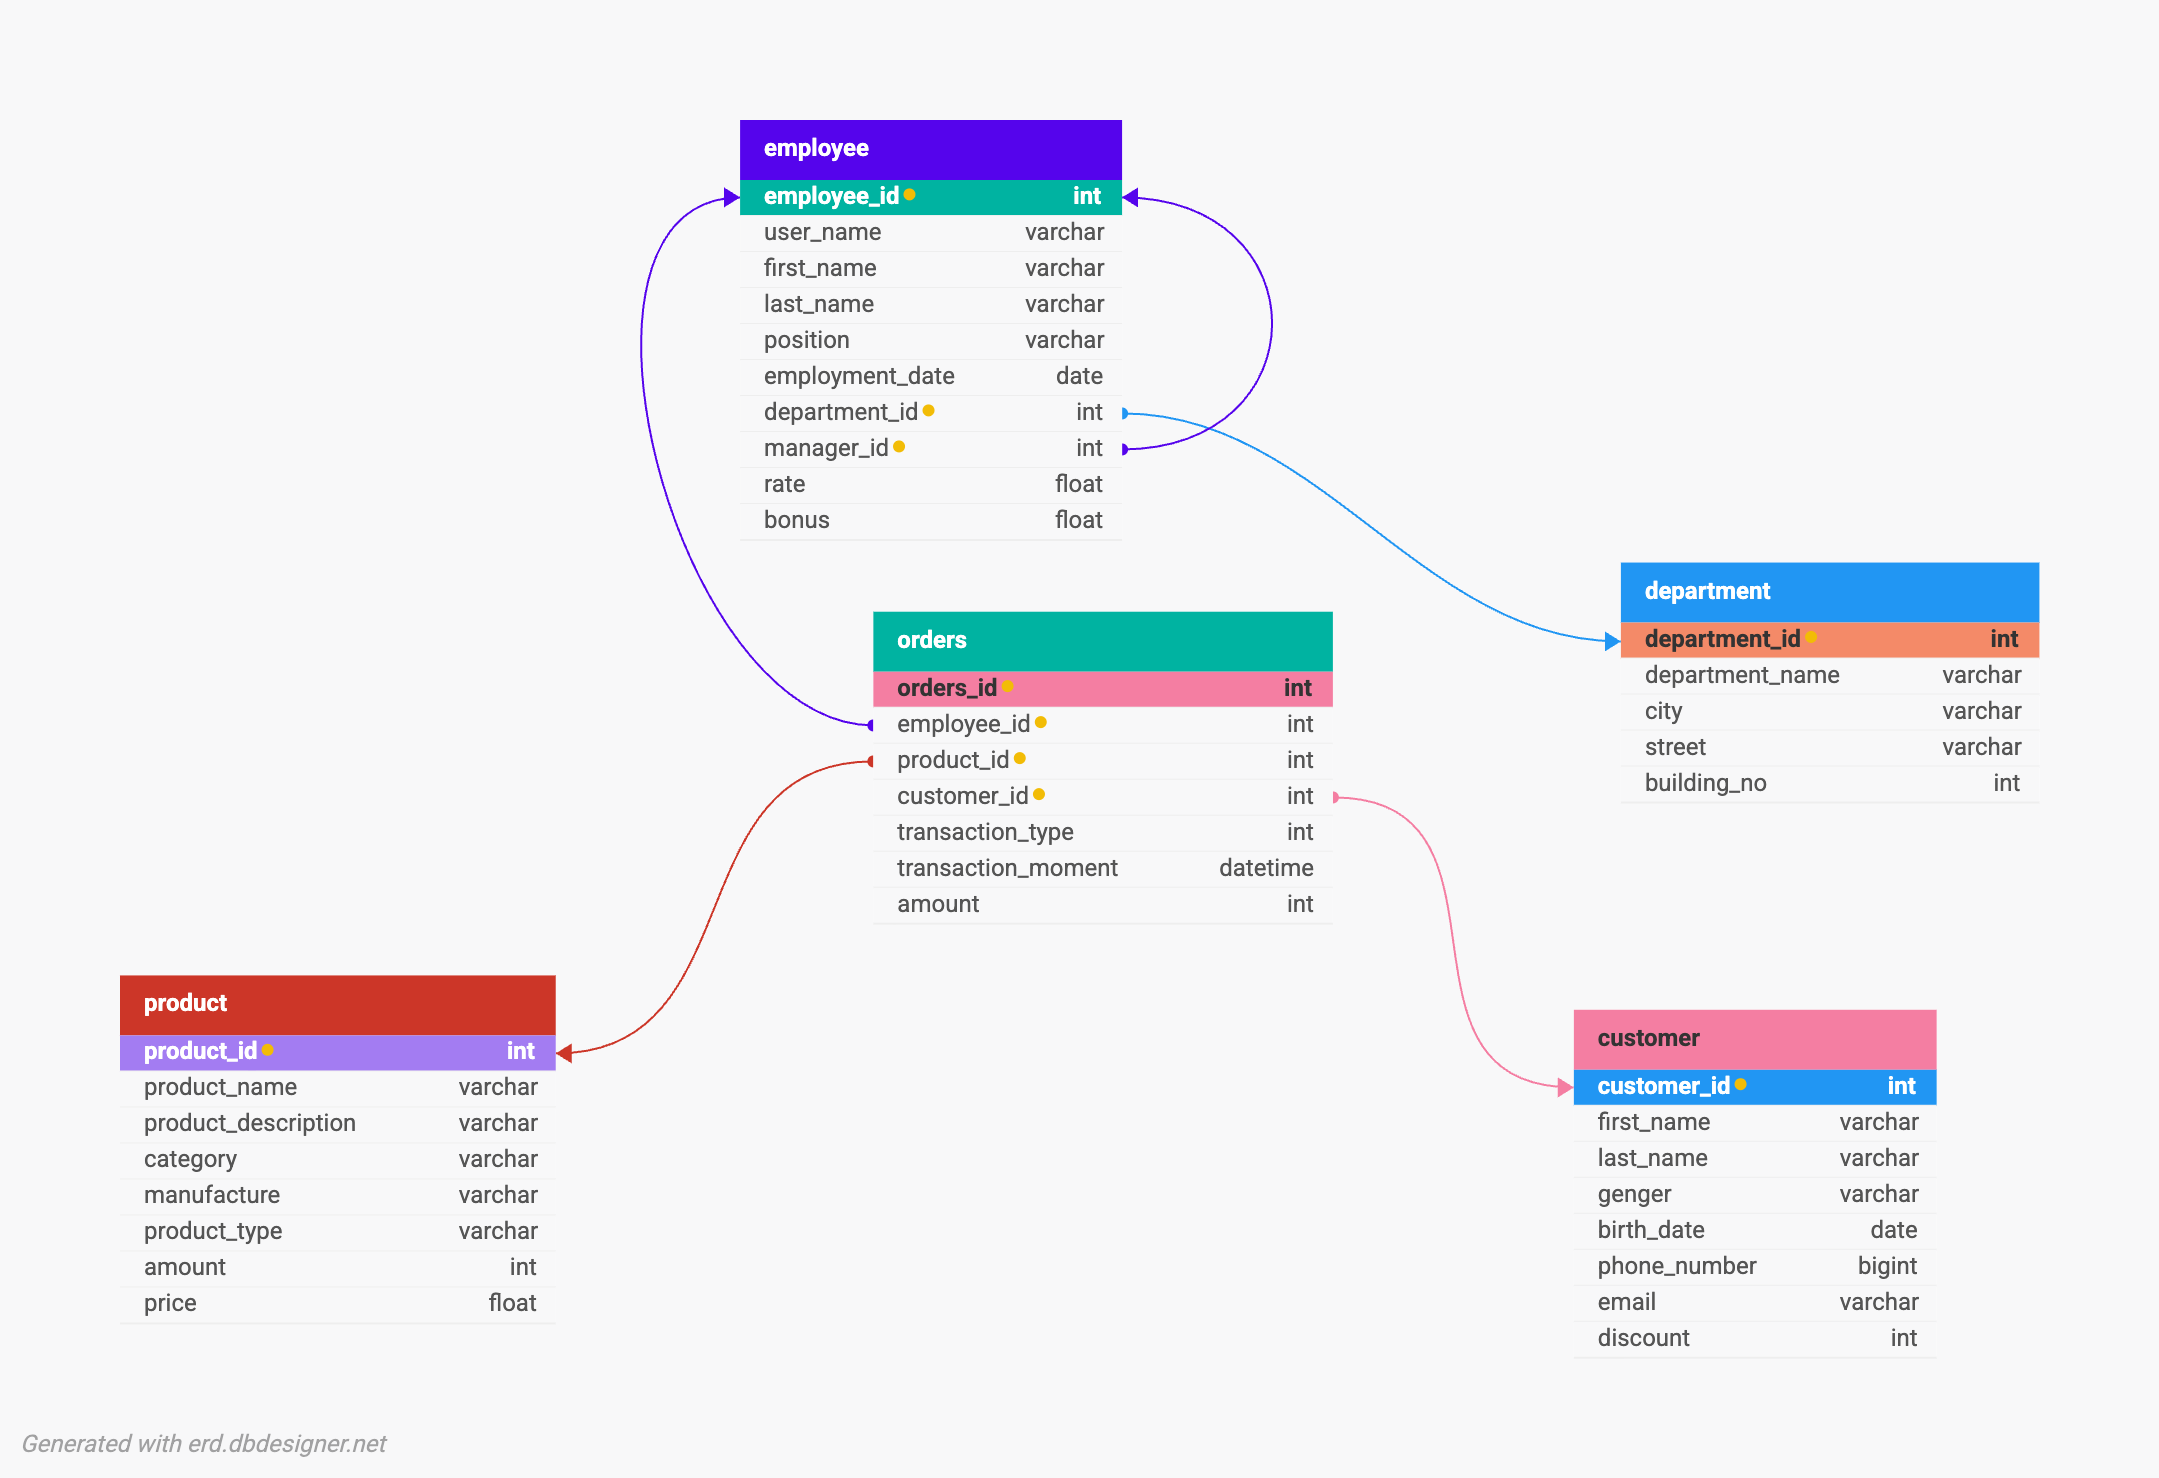 employee
employee_id int
user_name varchar
first_name varchar
last_name varchar
position varchar
employment_date date
department_id int
manager_id int
rate float
bonus float
department
department_id int
department_name varchar
city varchar
street varchar
building_no int
orders
orders_id int
employee_id int
product_id int
customer_id int
transaction_type int
transaction_moment datetime
amount int
product
product_id int
product_name varchar
product_description varchar
category varchar
manufacture varchar
product_type varchar
amount int
price float
customer
customer_id int
first_name varchar
last_name varchar
genger varchar
birth_date date
phone_number bigint
email varchar
discount int
Generated with erd.dbdesigner.net